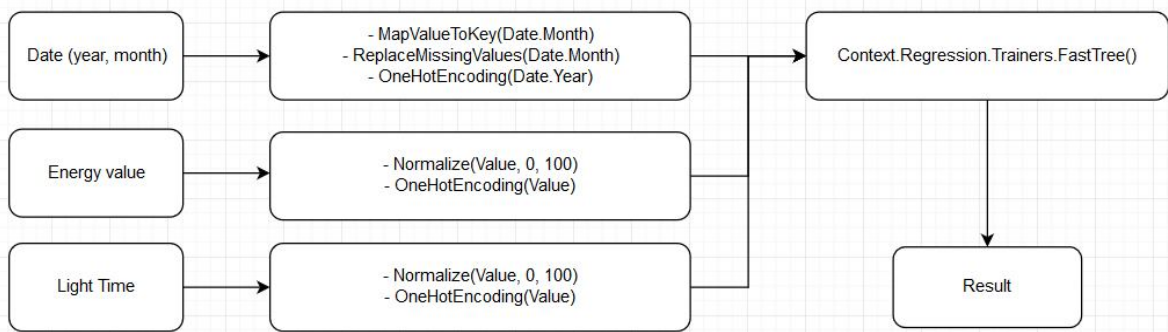 Date (year, month)
- MapValueToKey(Date.Month)
- ReplaceMissingValues(Date.Month)
- OneHotEncoding(Date.Year)
Context.Regression.Trainers.FastTree()
Energy value
- Normalize(Value, 0, 100)
- OneHotEncoding(Value)
Light Time
- Normalize(Value, 0, 100)
- OneHotEncoding(Value)
Result